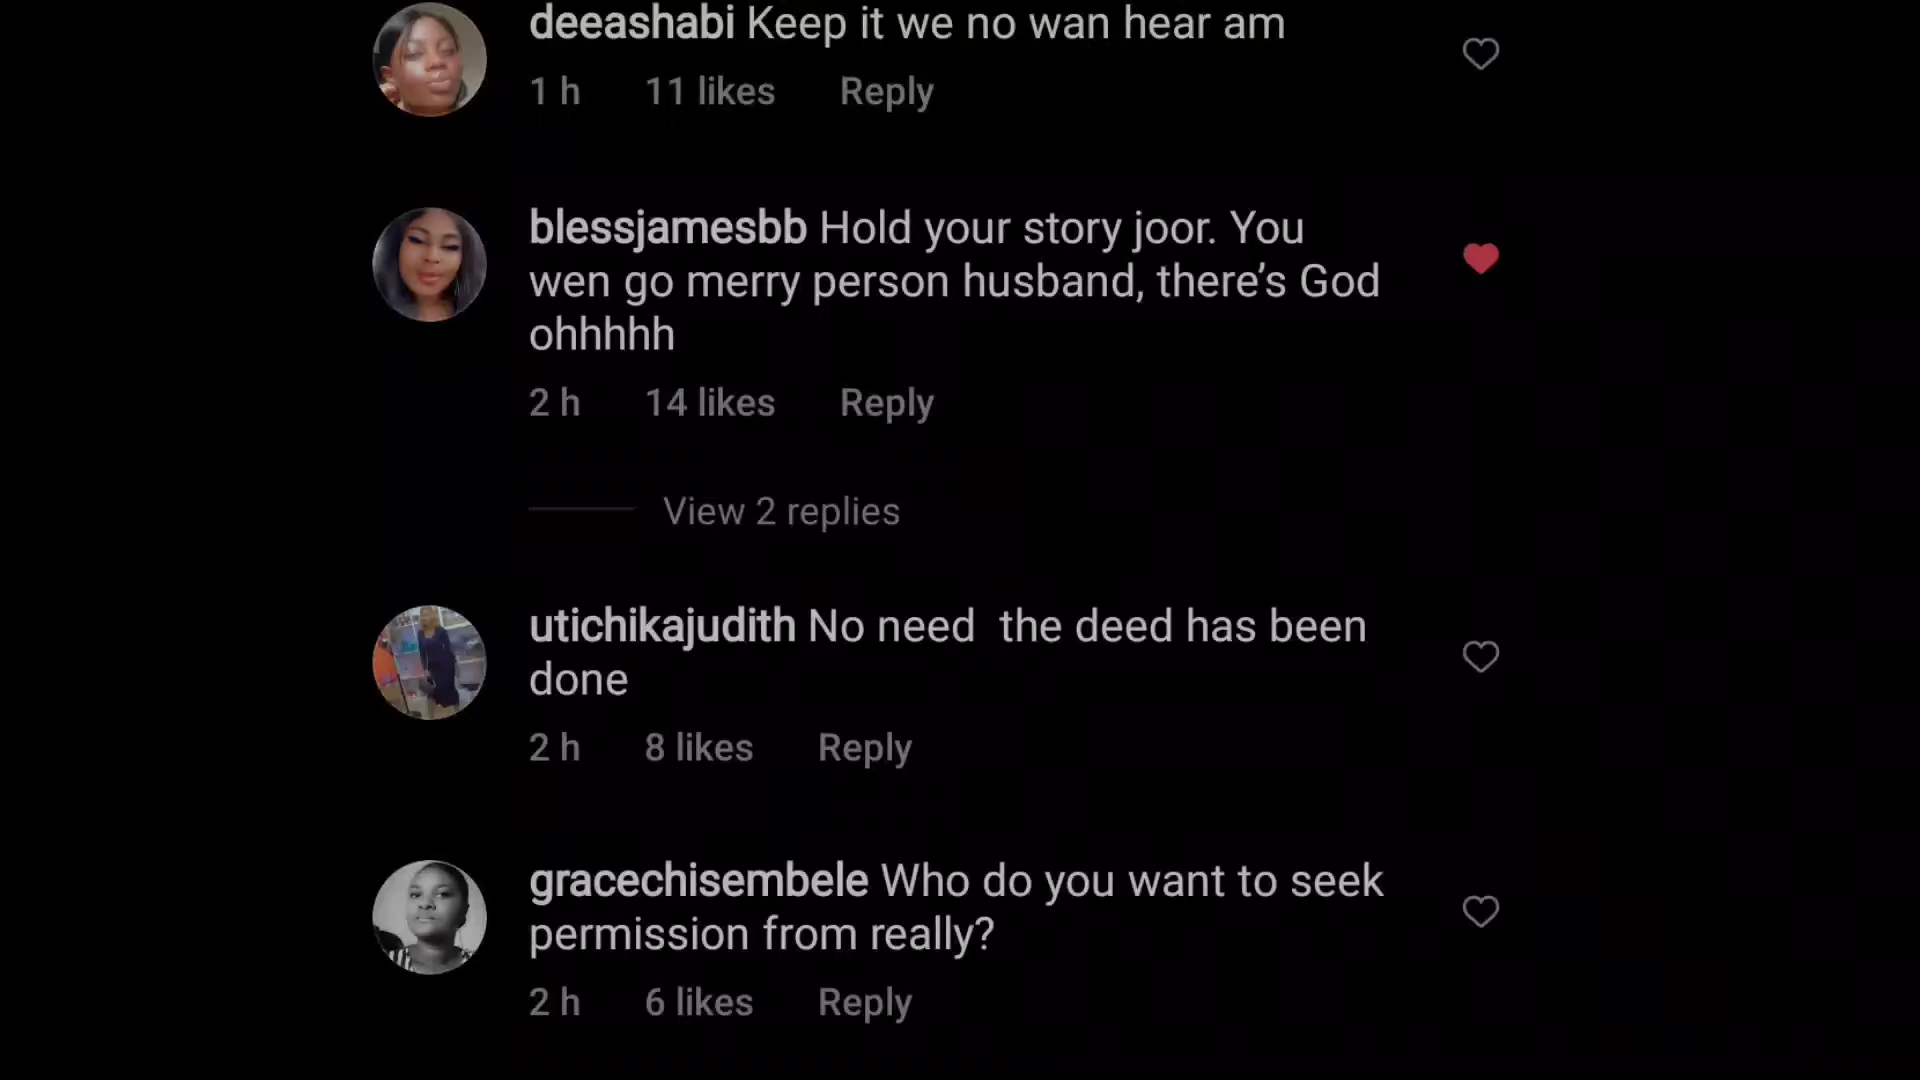 deeashabi Keep it we no wan hear am
1 h 11 likes Reply
blessjamesbb Hold your story joor. You
wen go merry person husband, there’s God
ohhhhh
2 h 14 likes Reply
View 2 replies
utichikajudith No need the deed has been
done
2 h 8 likes Reply
gracechisembele Who do you want to seek
permission from really?
2 h 6 likes Reply